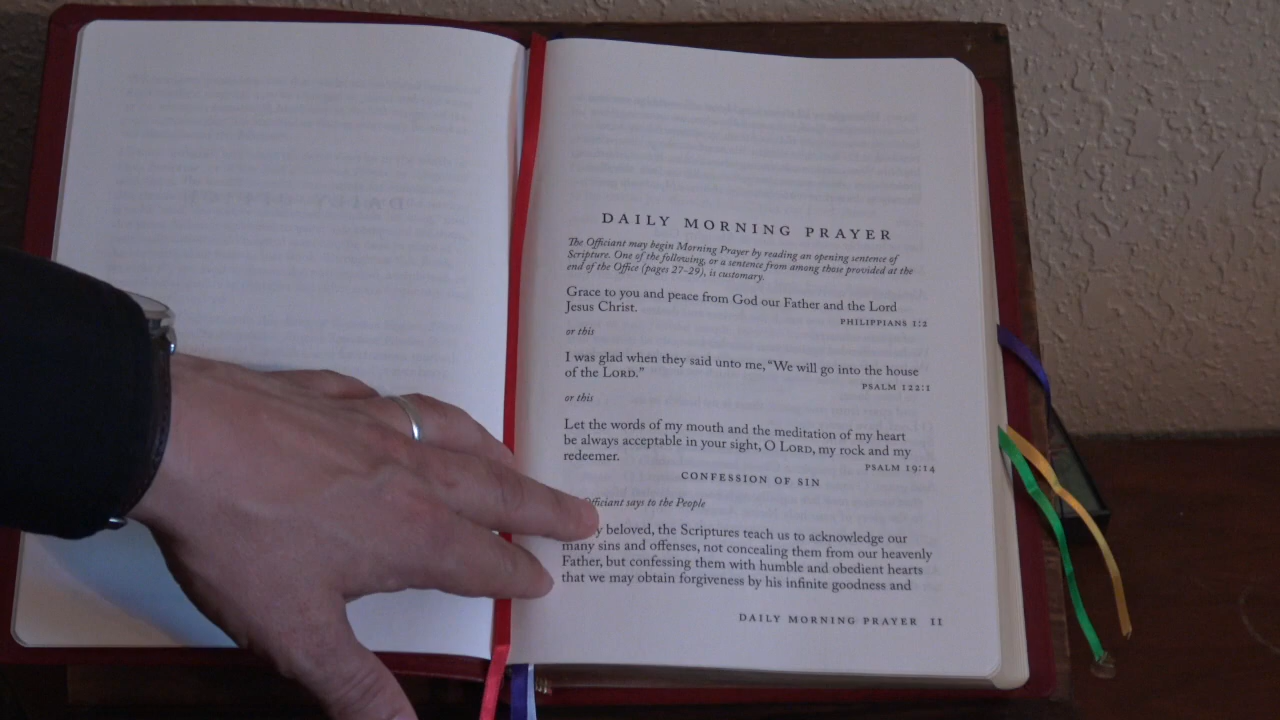 DAILY MORNING PRAYER
The Officiant may begin Morning Prayer by reading an opening sentence of
Scripture. One of the following, or a sentence from among those provided at the
end of the Office (pages 27-29), is customary.
Grace to you and peace from God our Father and the Lord
Jesus Christ.
PHILIPPIANS 1:2
or this
I was glad when they said unto me, “We will go into the house
of the LORD.”
PSALM 122:1
or this
Let the words of my mouth and the meditation of my heart
be always acceptable in your sight, O LORD, my rock and my
redeemer.
PSALM 19:14
CONFESSION OF SIN
Officiant says to the People
beloved, the Scriptures teach us to acknowledge our
many sins and offenses, not concealing them from our heavenly
Father, but confessing them with humble and obedient hearts
that we may obtain forgiveness by his infinite goodness and
DAILY MORNING PRAYER 11